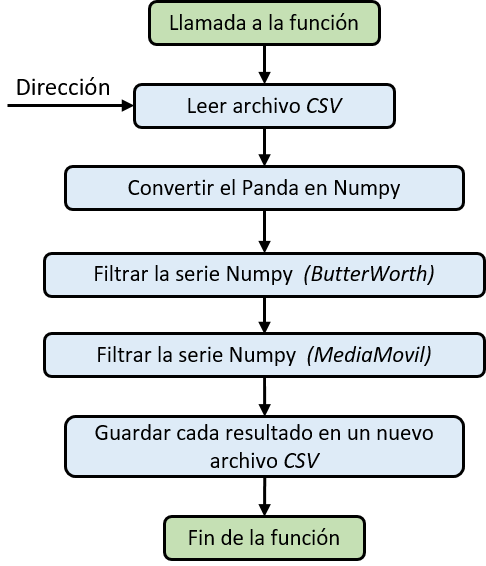 Llamada a la función
Dirección
Leer archivo CSV
Convertir el Panda en Numpy
Filtrar la serie Numpy (ButterWorth)
Filtrar la serie Numpy (MediaMovil)
Guardar cada resultado en un nuevo
archivo CSV
Fin de la función